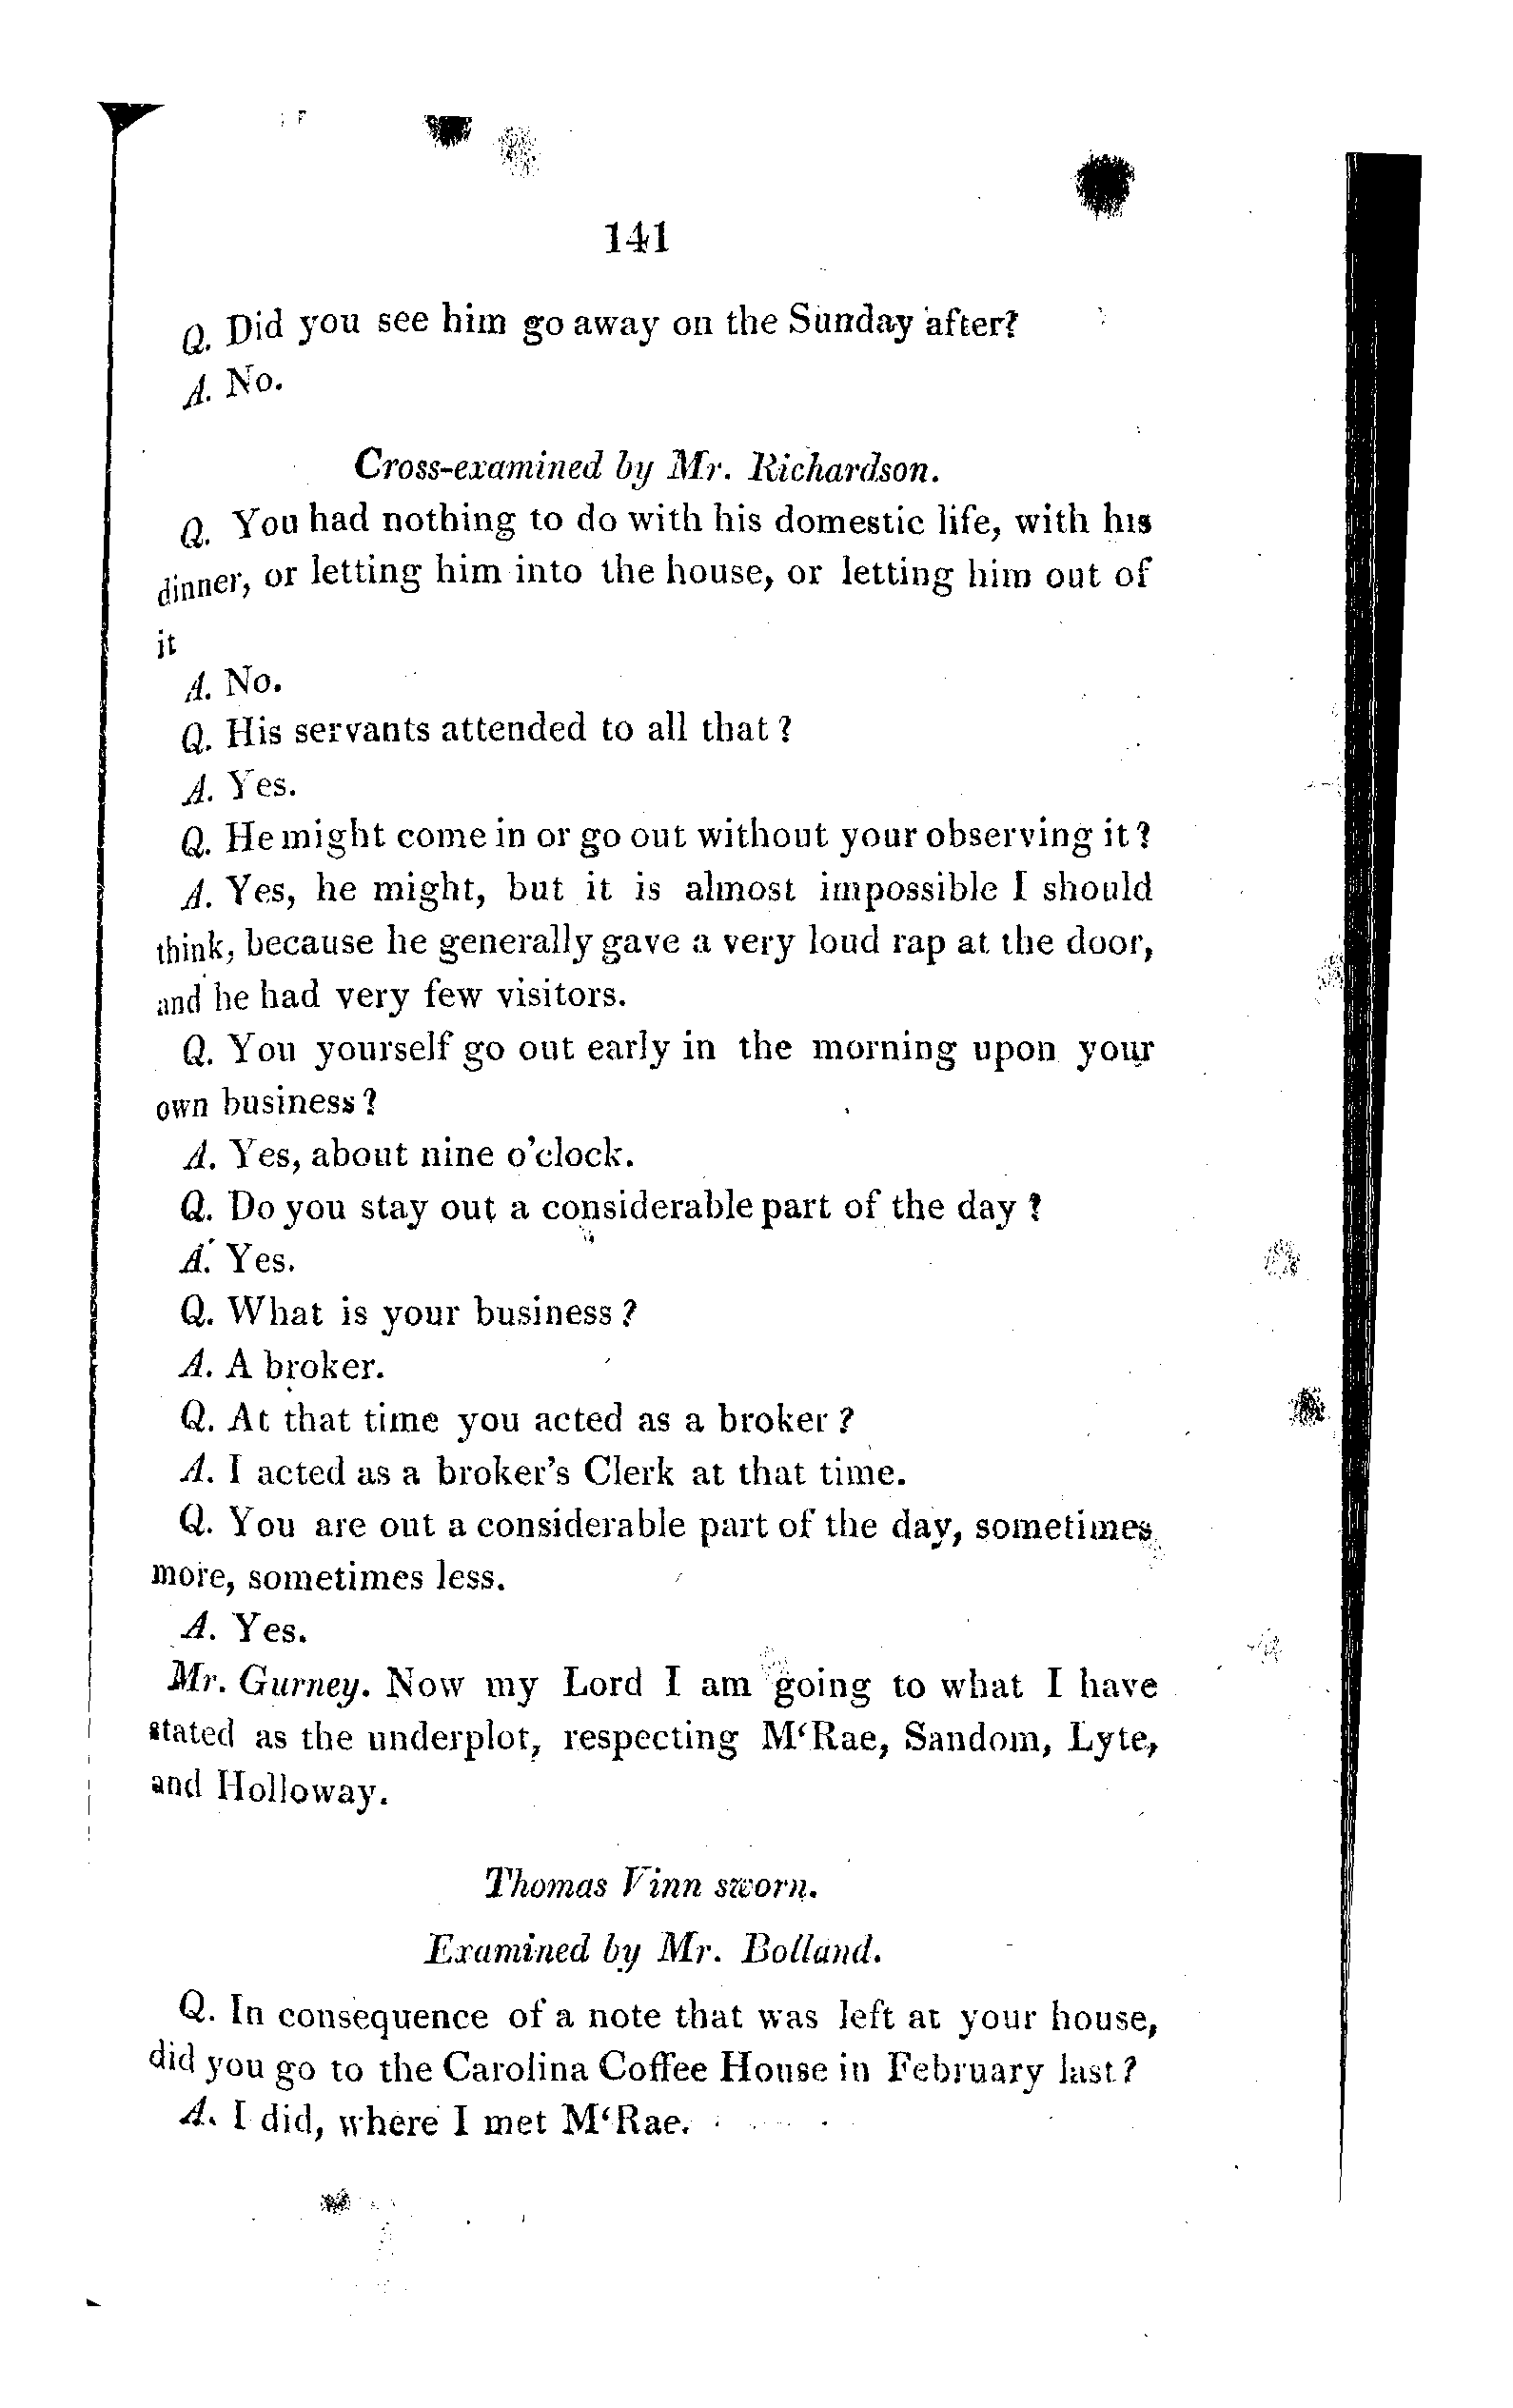 141
Q. Did you see him go away on the Sunday after?
A. No.
Cross-examined by Mr. Richardson.
Q. You had nothing to do with his domestic life, with his
dinner, or letting him into the house, or letting him out of
it
A. No.
Q. His servants attended to all that?
A. Yes.
Q. He might come in or go out without your observing it?
A. Yes, he might, but it is almost impossible I should
think, because he generally gave a very loud rap at the door,
and he had very few visitors.
Q. You yourself go out early in the morning upon your
own business?
A. Yes, about nine o'clock.
Q. Do you stay out a considerable part of the day?
A. Yes.
Q. What is your business?
A. A broker.
Q. At that time you acted as a broker?
A. I acted as a broker's Clerk at that time.
Q. You are out a considerable part of the day, sometimes
more, sometimes less.
A. Yes.
Mr. Gurney. Now my Lord I am going to what I have
stated as the underplot, respecting M‘Rae, Sandom, Lyte,
and Holloway.
Thomas Vinn sworn.
Examined by Mr. Bolland.
Q. In consequence of a note that was left at your house,
did you go to the Carolina Coffee House in February last?
A. I did, where I met M‘Rae.